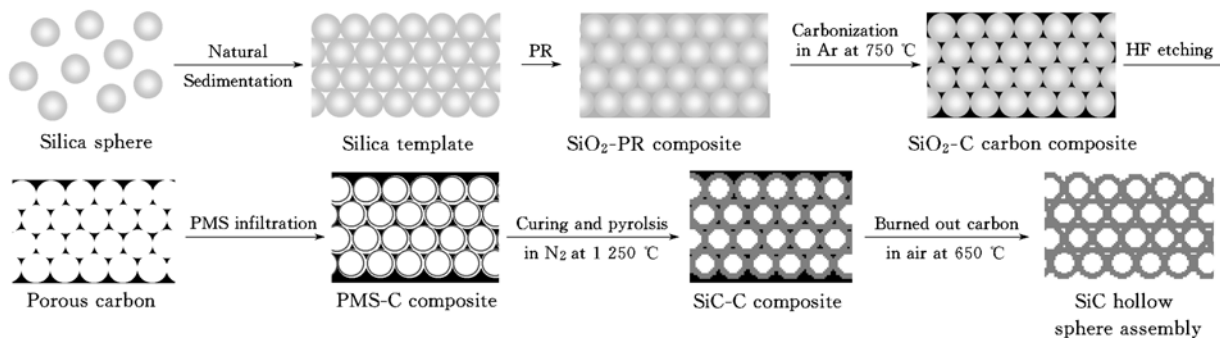 Natural
Sedimentation
PR
Carbonization
in Ar at 750 ℃
HF etching
Silica sphere
Silica template
SiO₂-PR composite
SiO₂-C carbon composite
PMS infiltration
Curing and pyrolsis
in N₂ at 1 250 ℃
Burned out carbon
in air at 650 ℃
Porous carbon
PMS-C composite
SiC-C composite
SiC hollow
sphere assembly